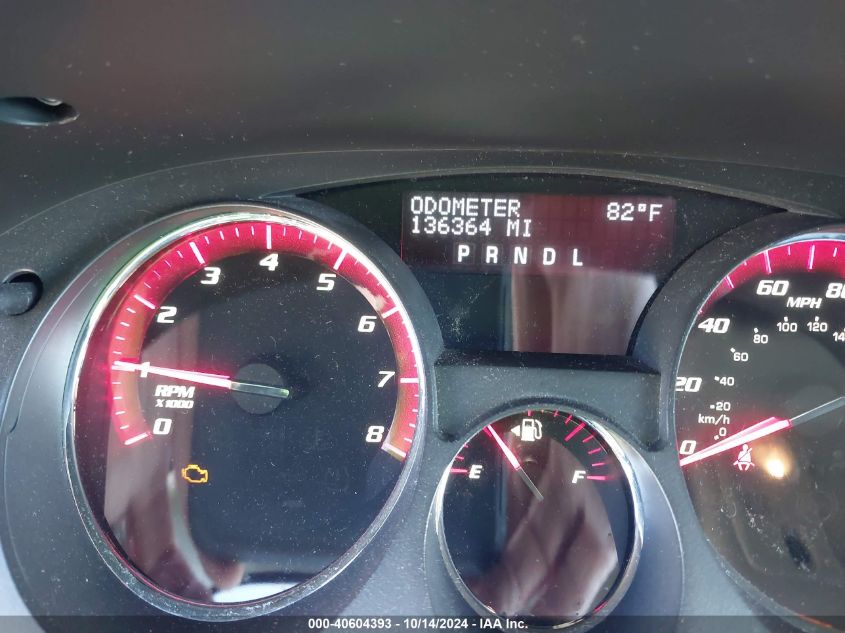 ODOMETER 82°F
136364 MI
P R N D L
0 1 2 3 4 5 6 7 8
RPM
X1000
E F
0 20 40 60 80
MPH
0 20 40 60 80 100 120
km/h
000-40604393 - 10/14/2024 - IAA Inc.